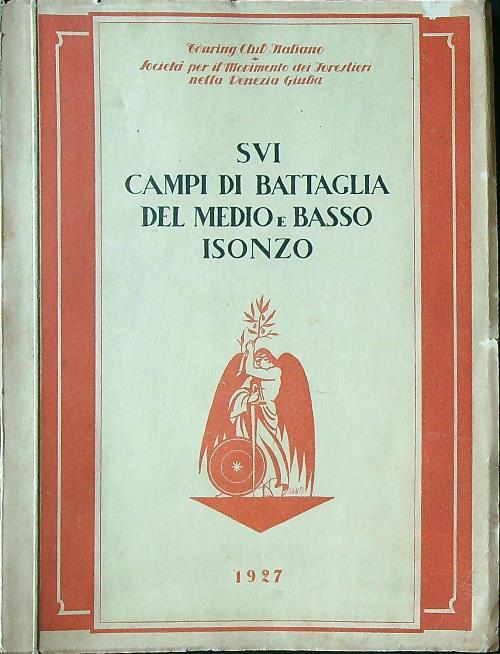 Touring Club Italiano
Società per il Movimento dei Forestieri
nella Venezia Giulia
SVI
CAMPI DI BATTAGLIA
DEL MEDIO E BASSO
ISONZO
SANTI
1927